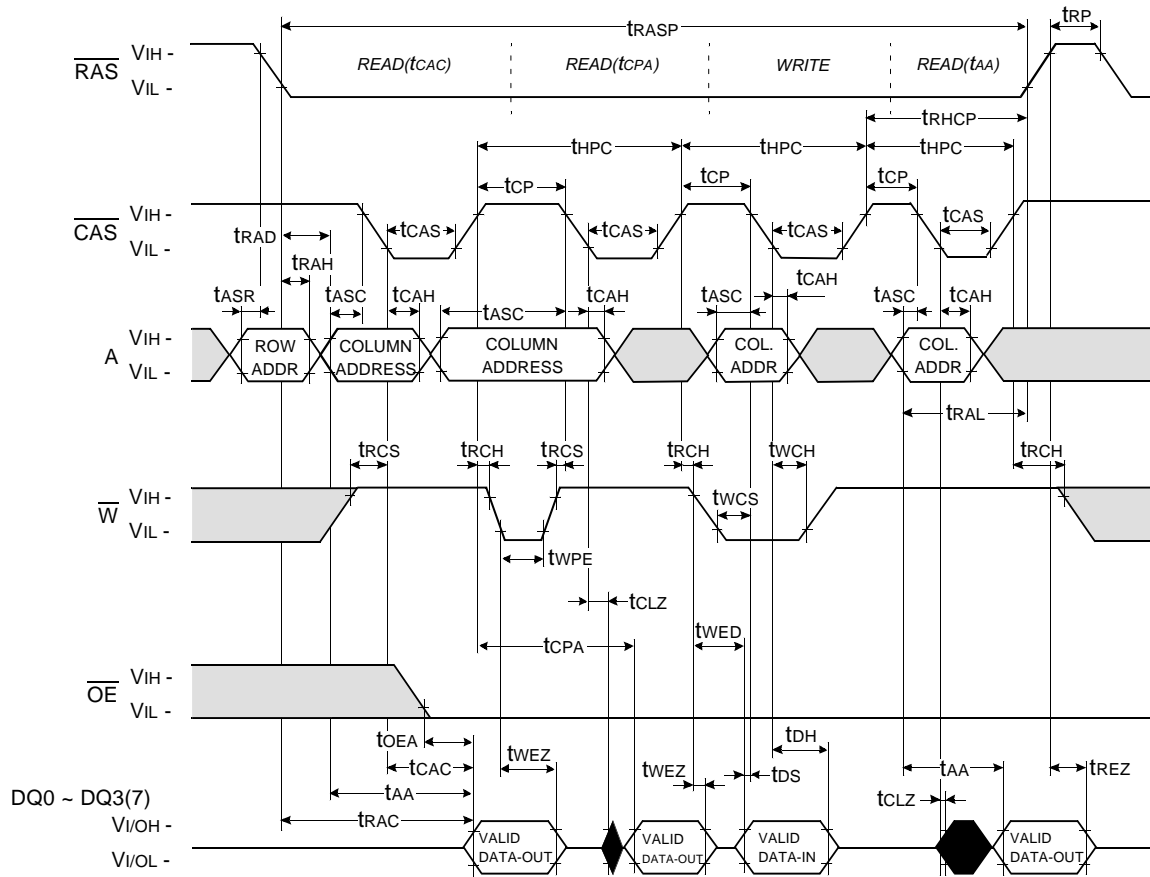 tRASP tRP
RAS VIH -
READ(tCAC) READ(tCPA) WRITE READ(tAA)
VIL -
tRHCP
tHPC tHPC tHPC
tCP tCP tCP
CAS VIH -
tCAS tCAS tCAS tCAS
VIL -
tRAD
tRAH tCAH
tASR tASC tCAH tASC tCAH tASC tASC tCAH
A VIH -
ROW ADDR
COLUMN ADDRESS
COLUMN ADDRESS
COL. ADDR
COL. ADDR
VIL -
tRAL
tRCS tRCH tRCS tRCH tWCH tRCH
W VIH -
tWCS
VIL -
tWPE
tCLZ
tWED
tCPA
OE VIH -
VIL -
tOEA tDH
tCAC tWEZ tWEZ tDS tAA tREZ
tAA tCLZ
DQ0 ~ DQ3(7)
tRAC
VI/OH -
VALID DATA-OUT
VALID DATA-OUT
VALID DATA-IN
VALID DATA-OUT
VI/OL -